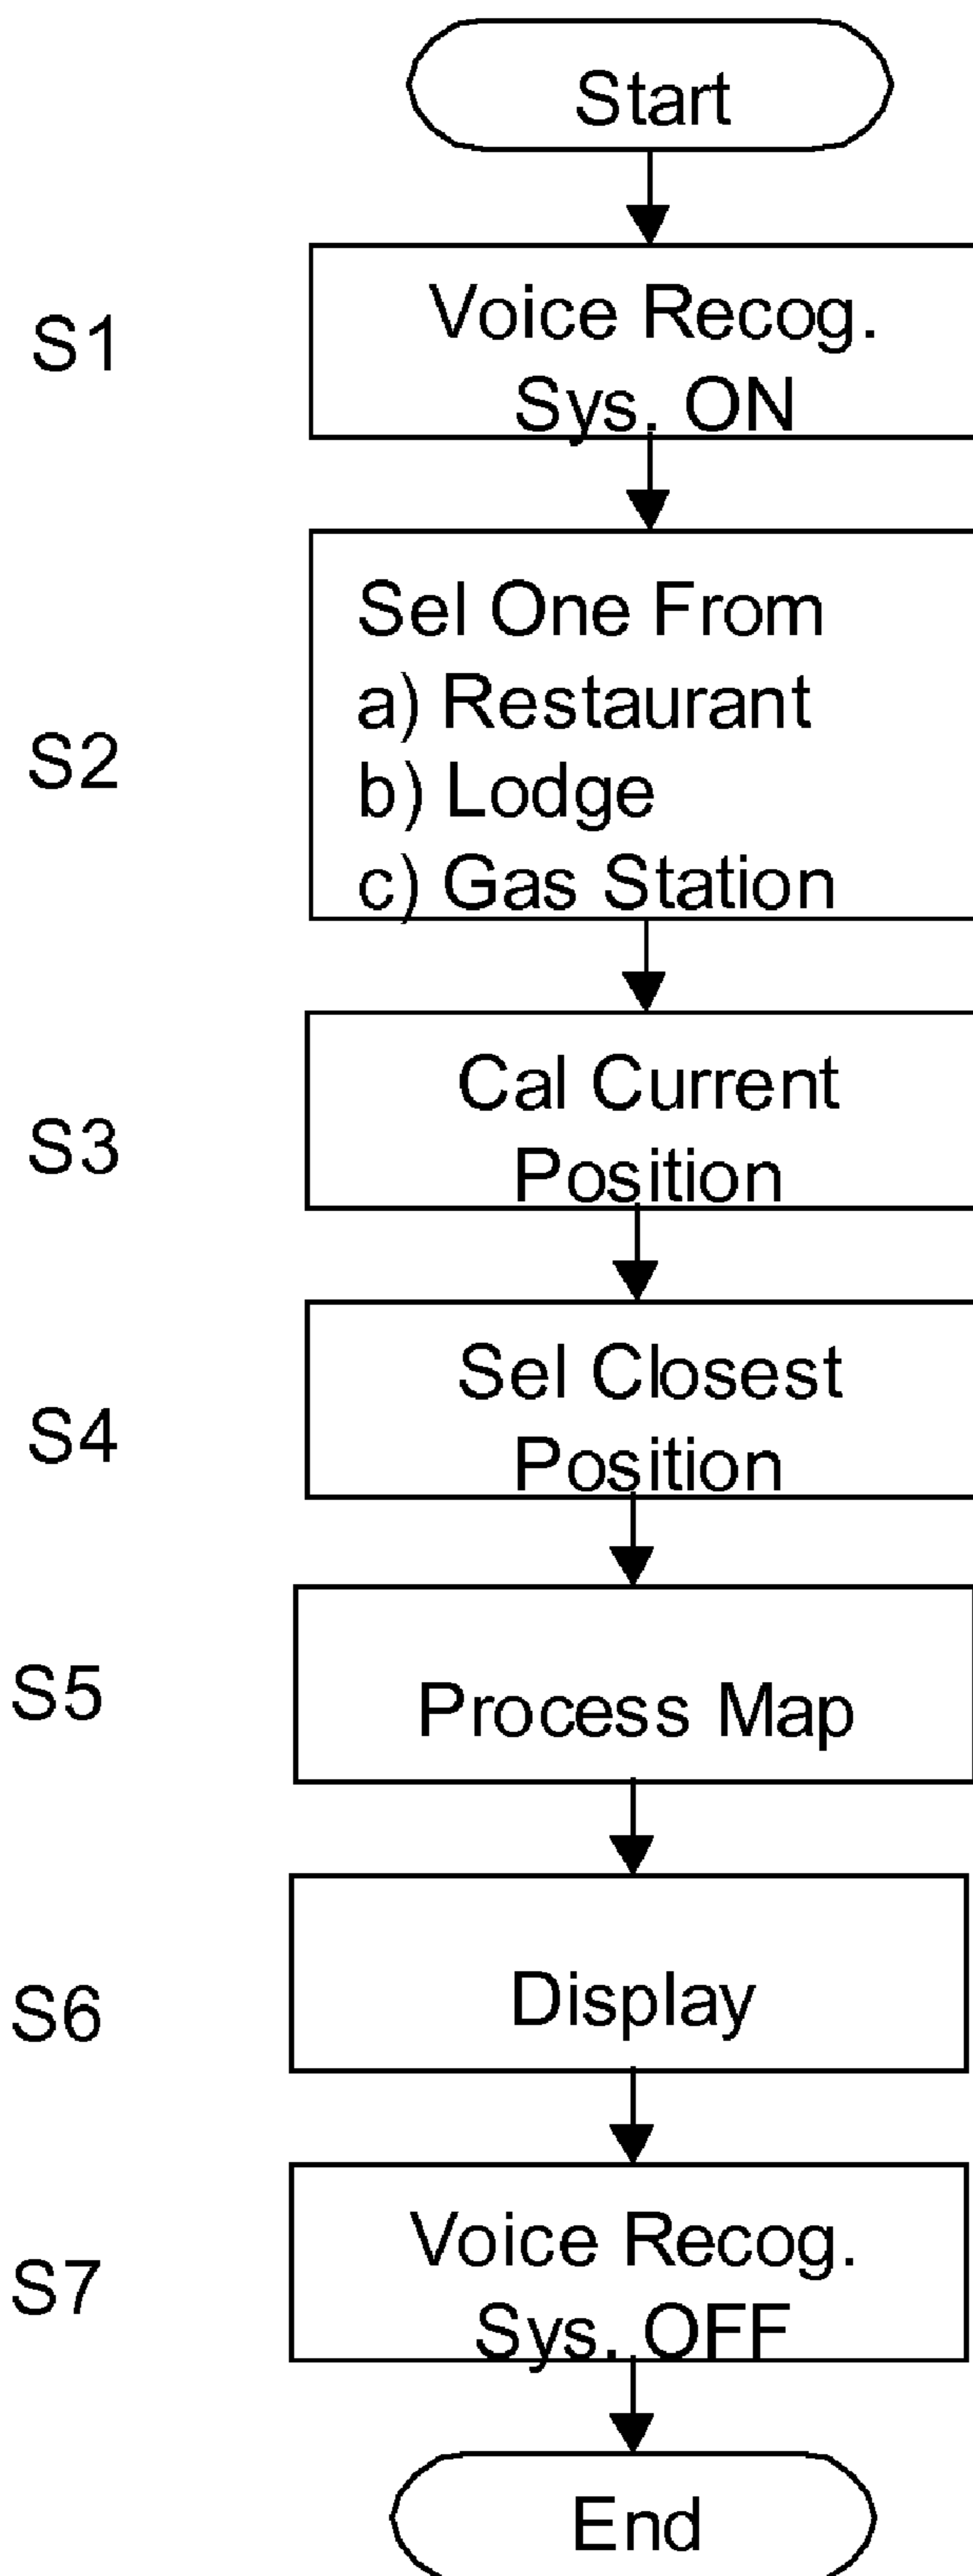 Start
S1
Voice Recog.
Sys. ON
S2
Sel One From
a) Restaurant
b) Lodge
c) Gas Station
S3
Cal Current
Position
S4
Sel Closest
Position
S5
Process Map
S6
Display
S7
Voice Recog.
Sys. OFF
End